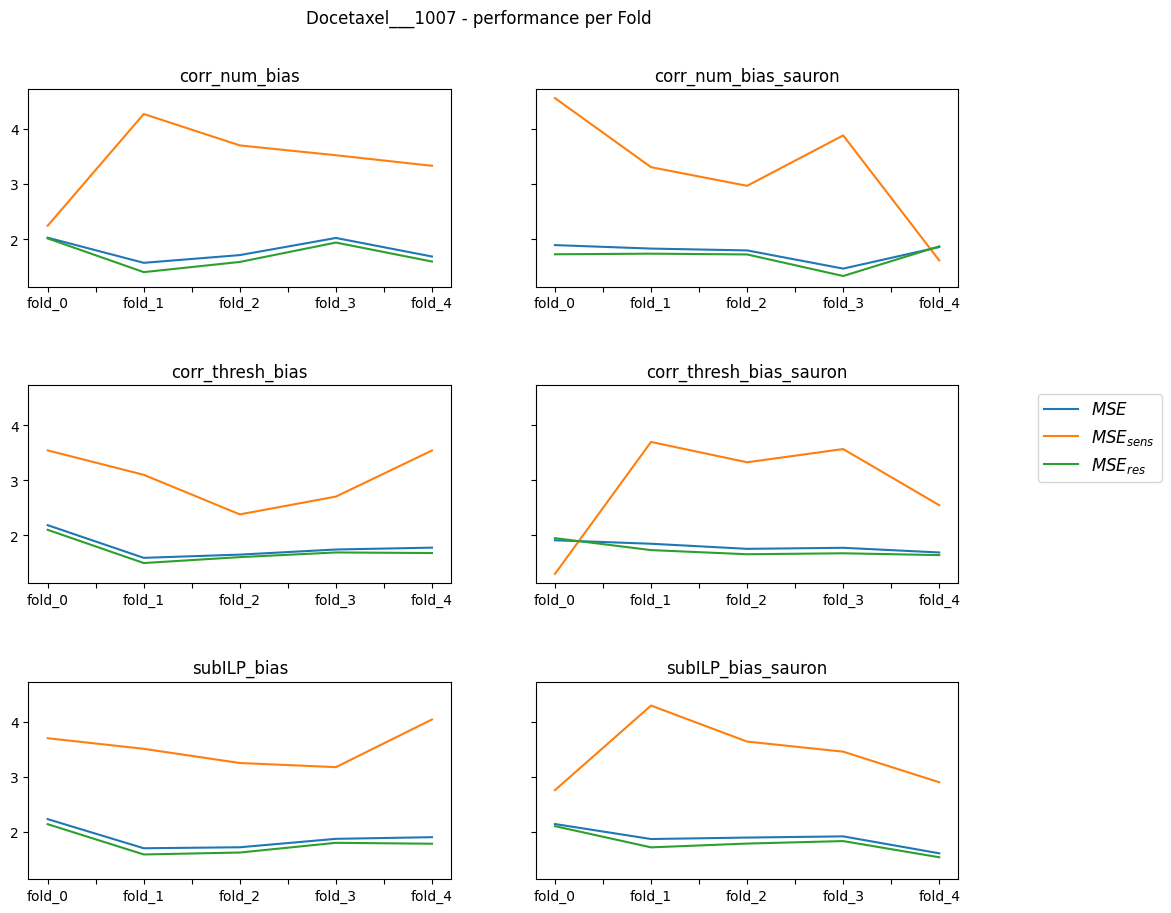 Docetaxel___1007 - performance per Fold
corr_num_bias
corr_num_bias_sauron
4
3
2
fold_0 fold_1 fold_2 fold_3 fold_4
fold_0 fold_1 fold_2 fold_3 fold_4
corr_thresh_bias
corr_thresh_bias_sauron
4
3
2
fold_0 fold_1 fold_2 fold_3 fold_4
fold_0 fold_1 fold_2 fold_3 fold_4
MSE
MSE_sens
MSE_res
subILP_bias
subILP_bias_sauron
4
3
2
fold_0 fold_1 fold_2 fold_3 fold_4
fold_0 fold_1 fold_2 fold_3 fold_4